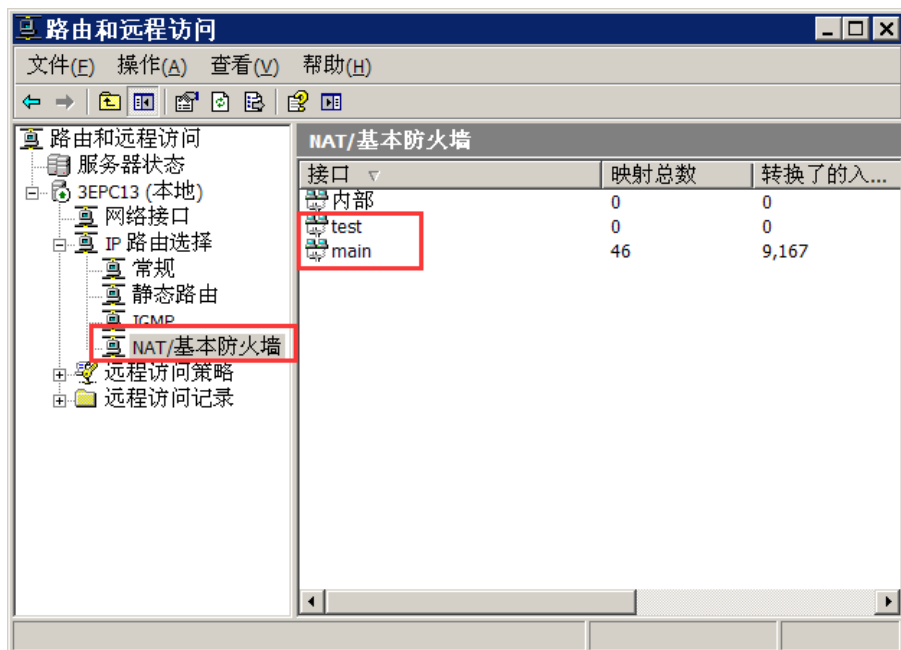 路由和远程访问
文件(F) 操作(A) 查看(V) 帮助(H)
路由和远程访问
服务器状态
3EPC13 (本地)
网络接口
IP 路由选择
常规
静态路由
IGMP
NAT/基本防火墙
远程访问策略
远程访问记录
NAT/基本防火墙
接口 映射总数 转换了的入...
内部 0 0
test 0 0
main 46 9,167